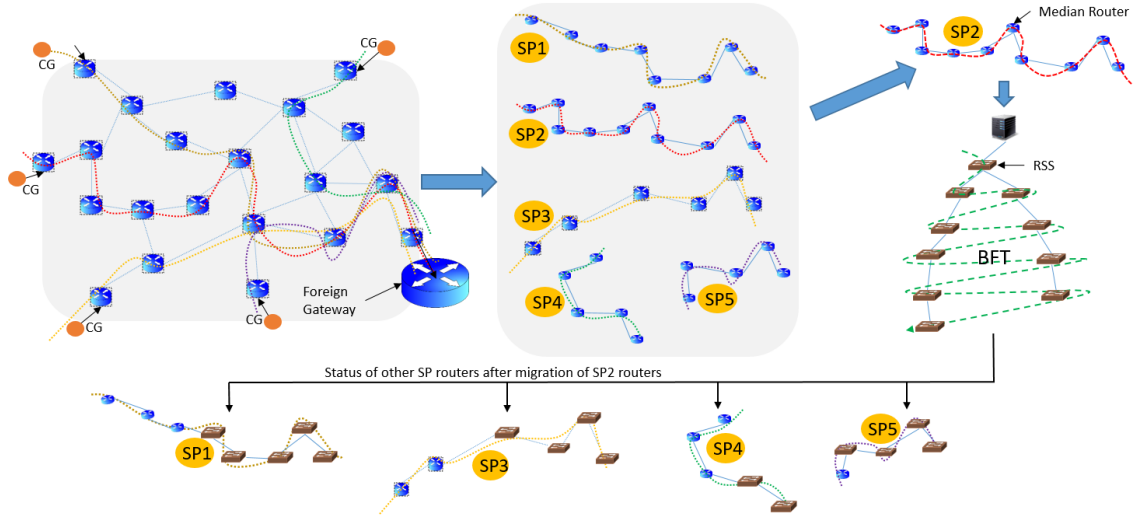 CG
CG
CG
CG
CG
Foreign
Gateway
SP1
SP2
SP3
SP4
SP5
SP2
Median Router
RSS
BFT
Status of other SP routers after migration of SP2 routers
SP1
SP3
SP4
SP5